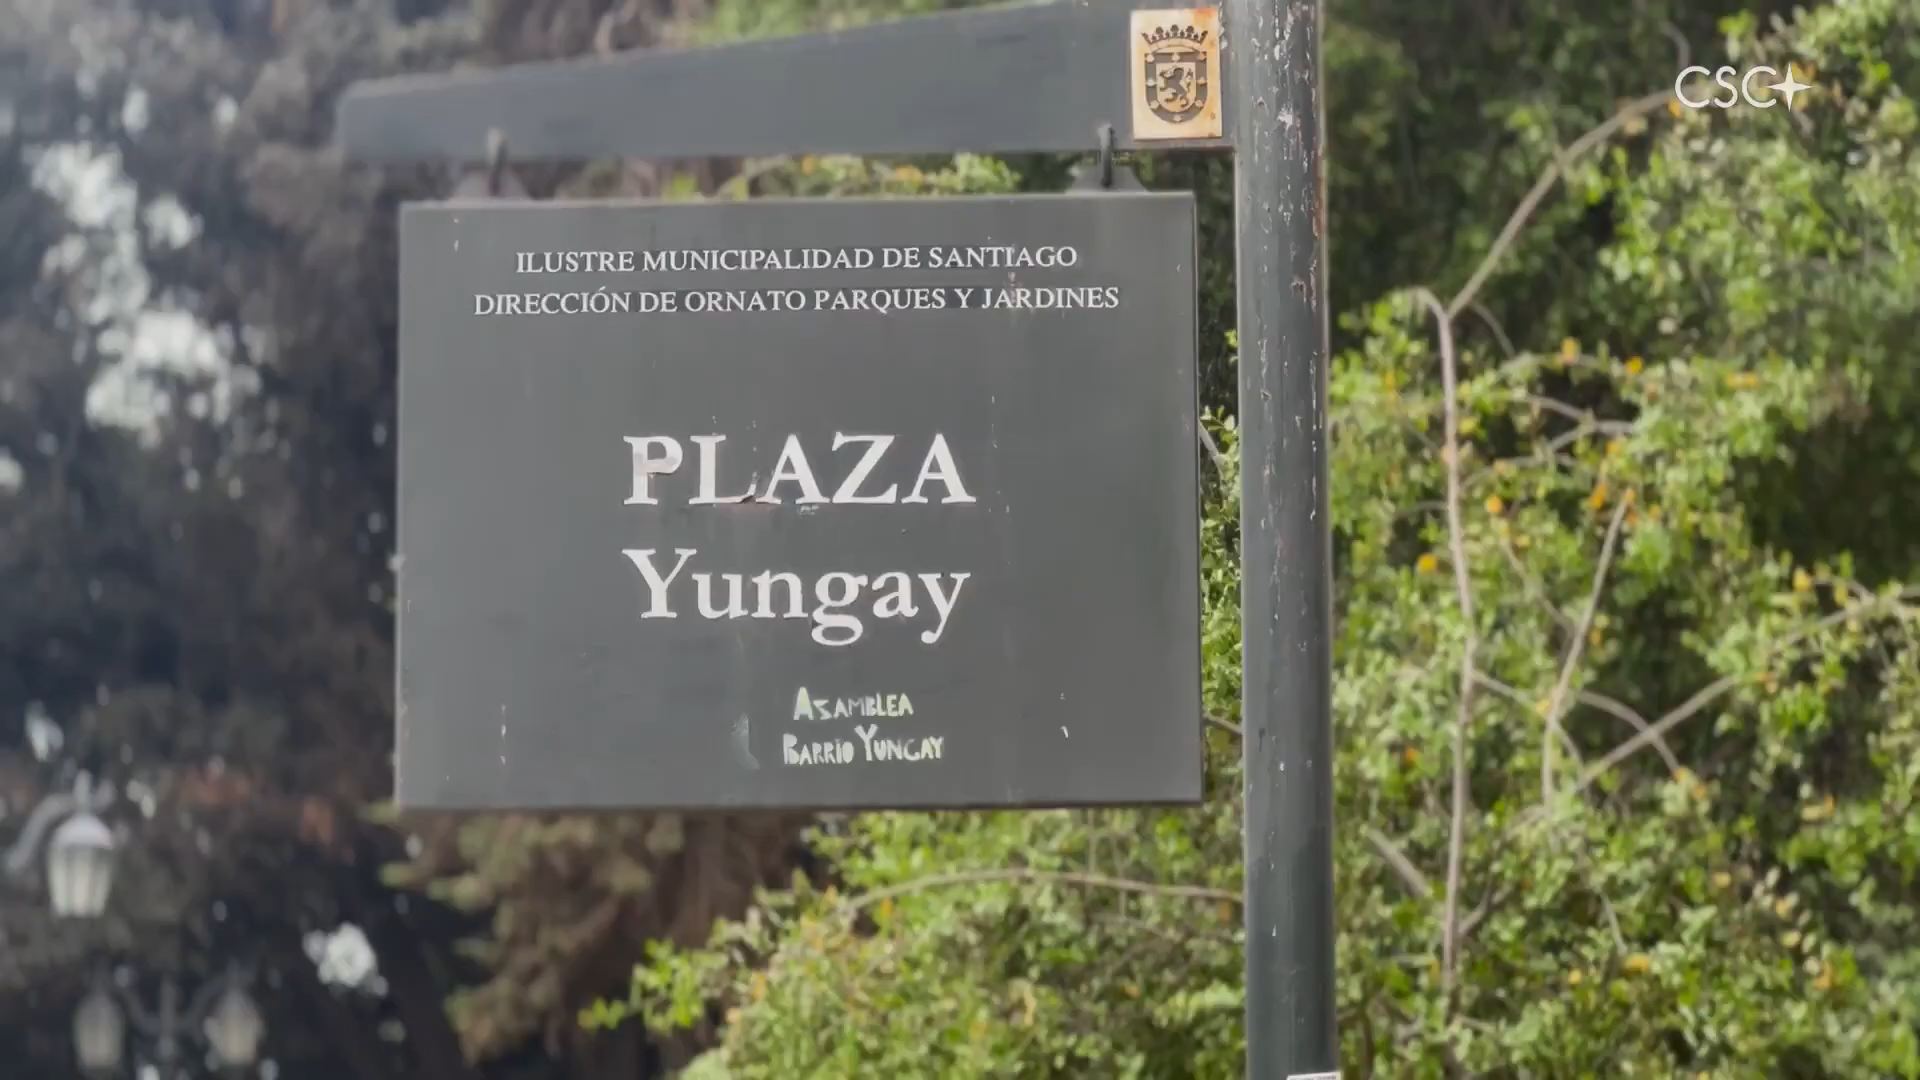 CSC
ILUSTRE MUNICIPALIDAD DE SANTIAGO
DIRECCIÓN DE ORNATO PARQUES Y JARDINES
PLAZA
Yungay
ASAMBLEA
BARRIO YUNGAY